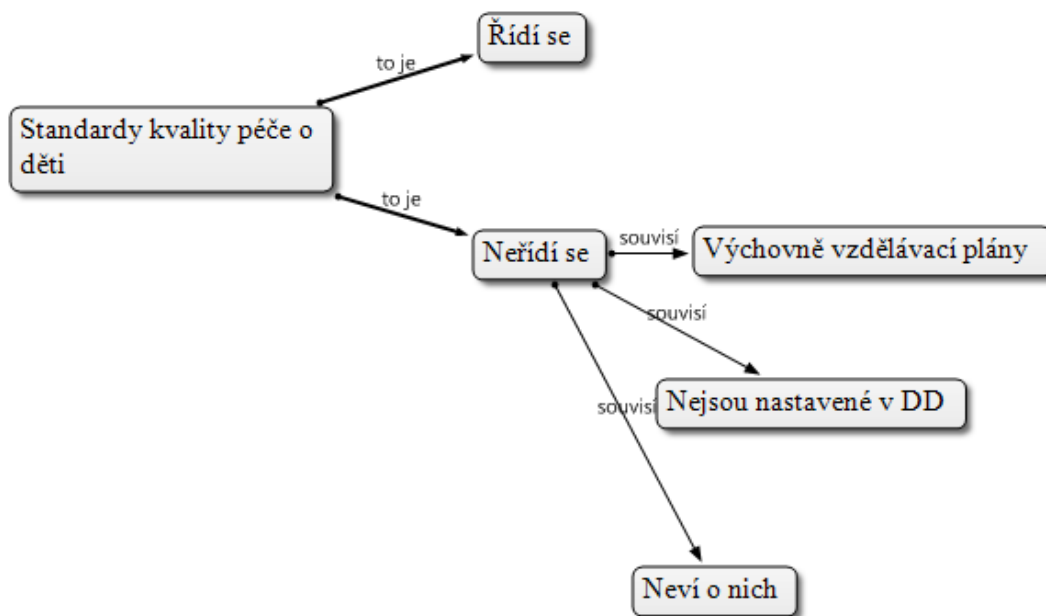 Řídí se
to je
Standardy kvality péče o
děti
to je
Neřídí se
souvisí
Výchovně vzdělávací plány
souvisí
Nejsou nastavené v DD
souvisí
Neví o nich